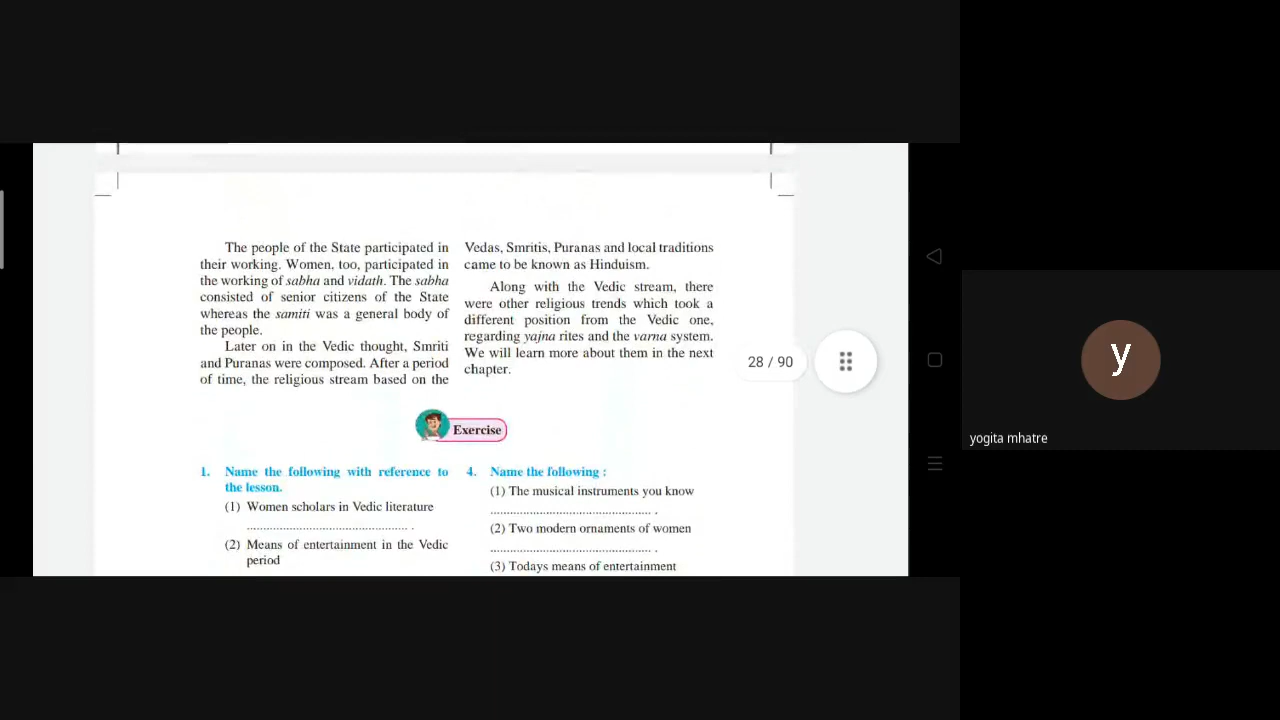 The people of the State participated in
their working. Women, too, participated in
the working of sabha and vidath. The sabha
consisted of senior citizens of the State
whereas the samiti was a general body of
the people.
Later on in the Vedic thought, Smriti
and Puranas were composed. After a period
of time, the religious stream based on the
Vedas, Smritis, Puranas and local traditions
came to be known as Hinduism.
Along with the Vedic stream, there
were other religious trends which took a
different position from the Vedic one,
regarding yajna rites and the varna system.
We will learn more about them in the next
chapter.
28 / 90
Exercise
1. Name the following with reference to
the lesson.
(1) Women scholars in Vedic literature
................................................. .
(2) Means of entertainment in the Vedic
period
4. Name the following :
(1) The musical instruments you know
................................................. .
(2) Two modern ornaments of women
................................................. .
(3) Todays means of entertainment
y
yogita mhatre